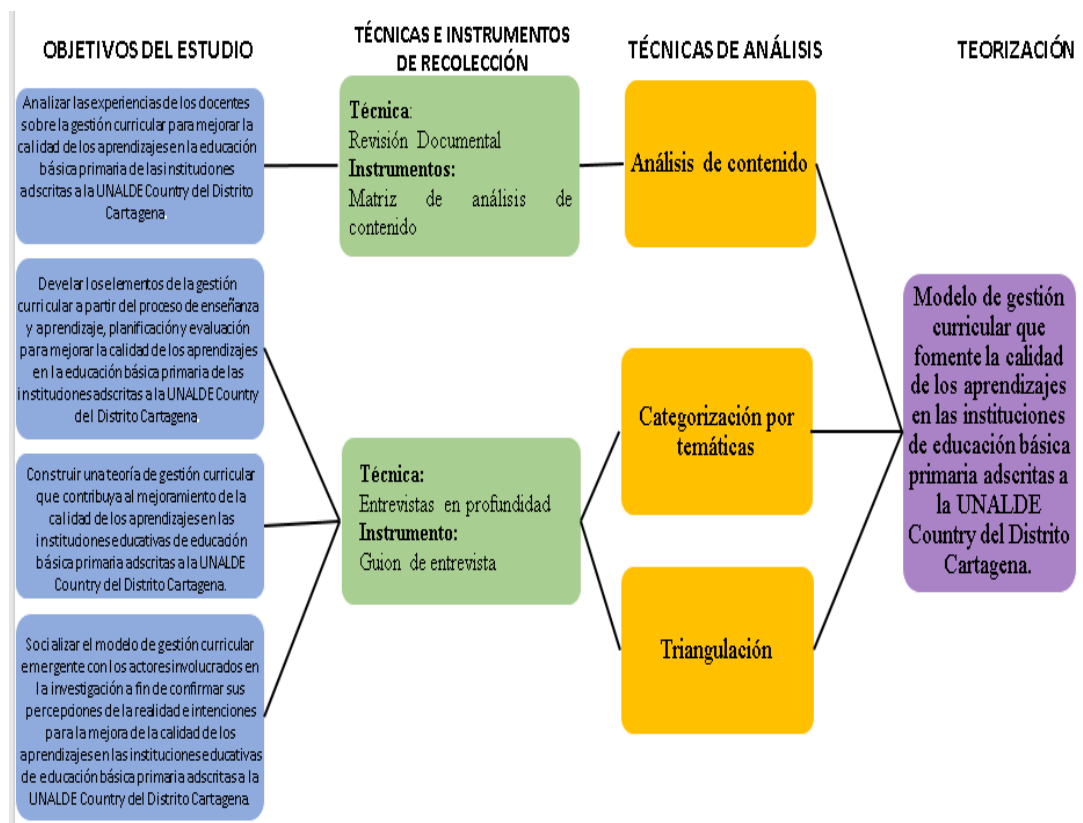 OBJETIVOS DEL ESTUDIO
TÉCNICAS E INSTRUMENTOS
DE RECOLECCIÓN
TÉCNICAS DE ANÁLISIS
TEORIZACIÓN
Analizar las experiencias de los docentes
sobre la gestión curricular para mejorar la
calidad de los aprendizajes en la educación
básica primaria de las instituciones
adscritas a la UNALDE Country del Distrito
Cartagena.
Técnica:
Revisión Documental
Instrumentos:
Matriz de análisis de
contenido
Análisis de contenido
Develar los elementos de la gestión
curricular a partir del proceso de enseñanza
y aprendizaje, planificación y evaluación
para mejorar la calidad de los aprendizajes
en la educación básica primaria de las
instituciones adscritas a la UNALDE Country
del Distrito Cartagena.
Construir una teoría de gestión curricular
que contribuya al mejoramiento de la
calidad de los aprendizajes en las
instituciones educativas de educación
básica primaria adscritas a la UNALDE
Country del Distrito Cartagena.
Socializar el modelo de gestión curricular
emergente con los actores involucrados en
la investigación a fin de confirmar sus
percepciones de la realidad e intenciones
para la mejora de la calidad de los
aprendizajes en las instituciones educativas
de educación básica primaria adscritas a la
UNALDE Country del Distrito Cartagena.
Técnica:
Entrevistas en profundidad
Instrumento:
Guion de entrevista
Categorización por
temáticas
Triangulación
Modelo de gestión
curricular que
fomente la calidad
de los aprendizajes
en las instituciones
de educación básica
primaria adscritas a
la UNALDE
Country del Distrito
Cartagena.